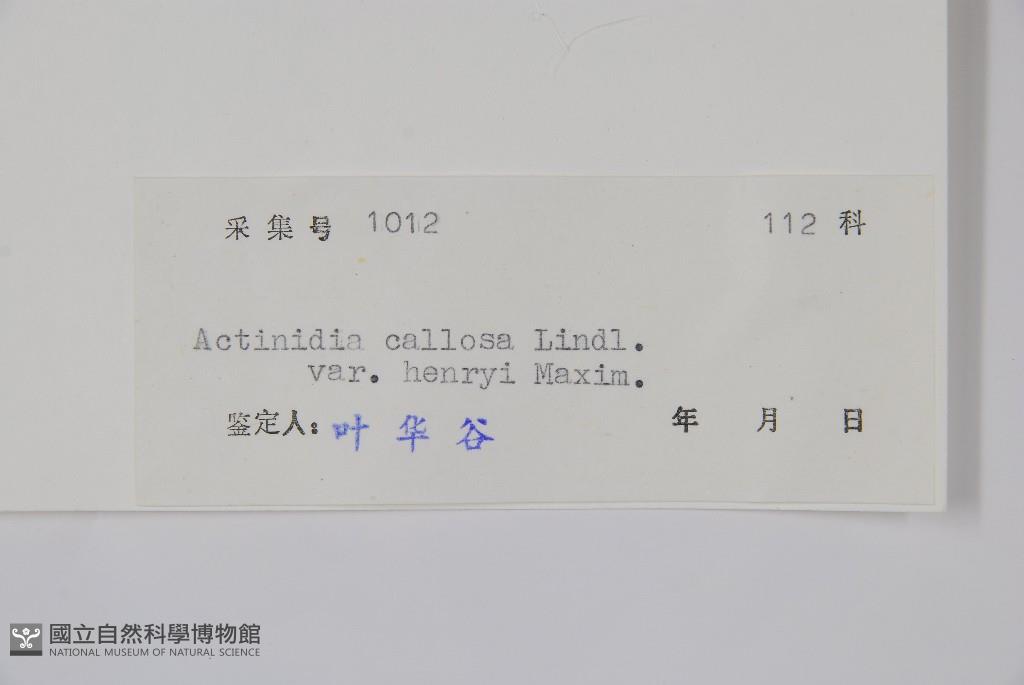 采集号 1012 112 科
Actinidia callosa Lindl.
var. henryi Maxim.
鉴定人: 叶华谷 年 月 日
國立自然科學博物館
NATIONAL MUSEUM OF NATURAL SCIENCE